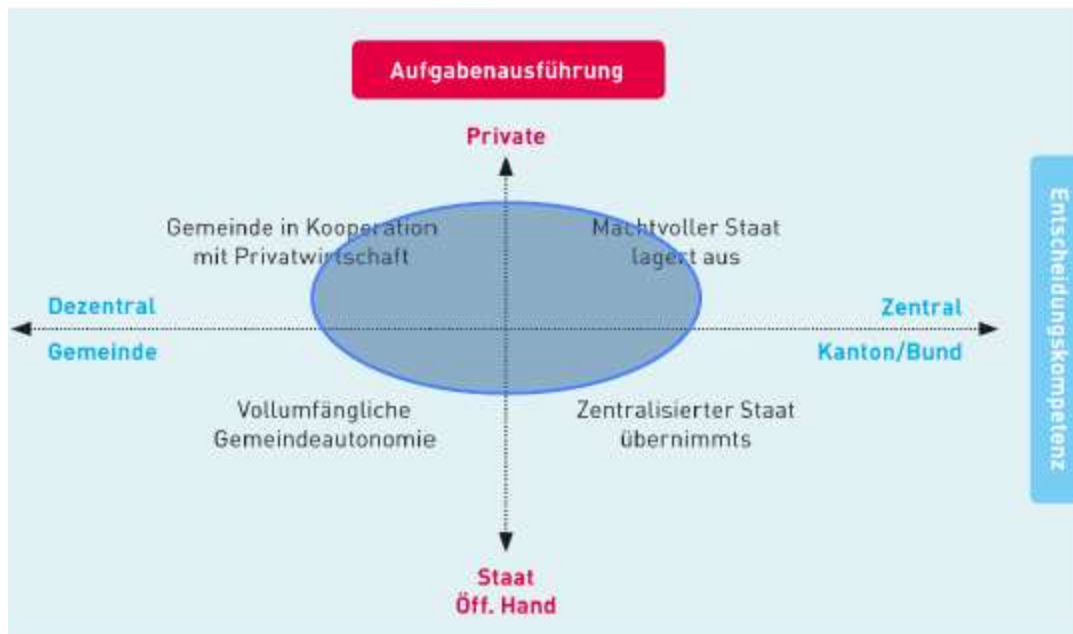 Aufgabenausführung
Private
Entscheidungskompetenz
Gemeinde in Kooperation
mit Privatwirtschaft
Machtvoller Staat
lagert aus
Dezentral
Gemeinde
Zentral
Kanton/Bund
Vollumfängliche
Gemeindeautonomie
Zentralisierter Staat
übernimmts
Staat
Öff. Hand